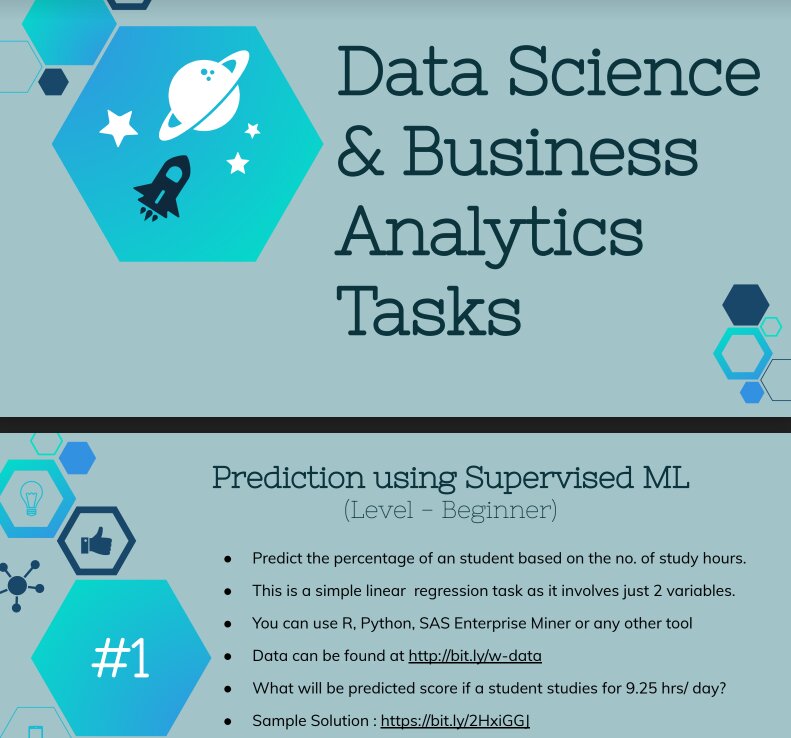 Data Science
& Business
Analytics
Tasks
Prediction using Supervised ML
(Level - Beginner)
● Predict the percentage of an student based on the no. of study hours.
● This is a simple linear regression task as it involves just 2 variables.
● You can use R, Python, SAS Enterprise Miner or any other tool
● Data can be found at http://bit.ly/w-data
● What will be predicted score if a student studies for 9.25 hrs/ day?
● Sample Solution : https://bit.ly/2HxiGGJ
#1